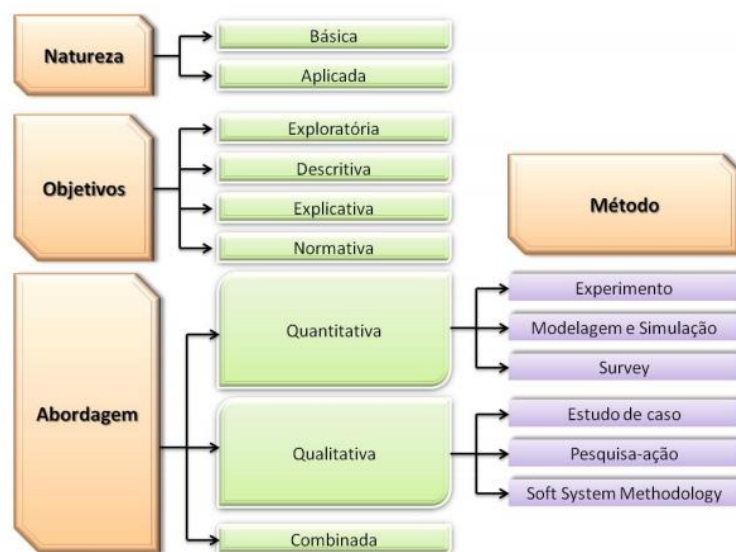 Natureza
Básica
Aplicada
Objetivos
Exploratória
Descritiva
Explicativa
Normativa
Método
Abordagem
Quantitativa
Experimento
Modelagem e Simulação
Survey
Qualitativa
Estudo de caso
Pesquisa-ação
Soft System Methodology
Combinada